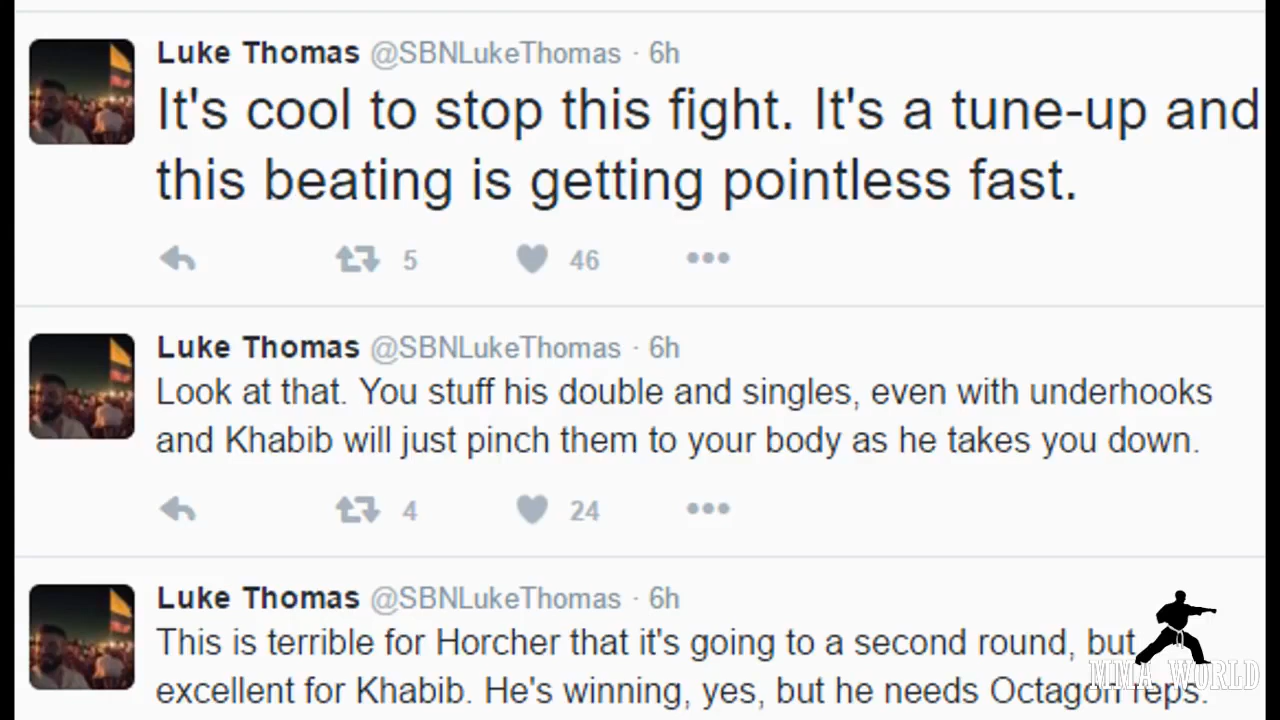 Luke Thomas @SBNLukeThomas · 6h
It's cool to stop this fight. It's a tune-up and
this beating is getting pointless fast.
5 46
Luke Thomas @SBNLukeThomas · 6h
Look at that. You stuff his double and singles, even with underhooks
and Khabib will just pinch them to your body as he takes you down.
4 24
Luke Thomas @SBNLukeThomas · 6h
This is terrible for Horcher that it's going to a second round, but
excellent for Khabib. He's winning, yes, but he needs Octagon reps.
MMA WORLD